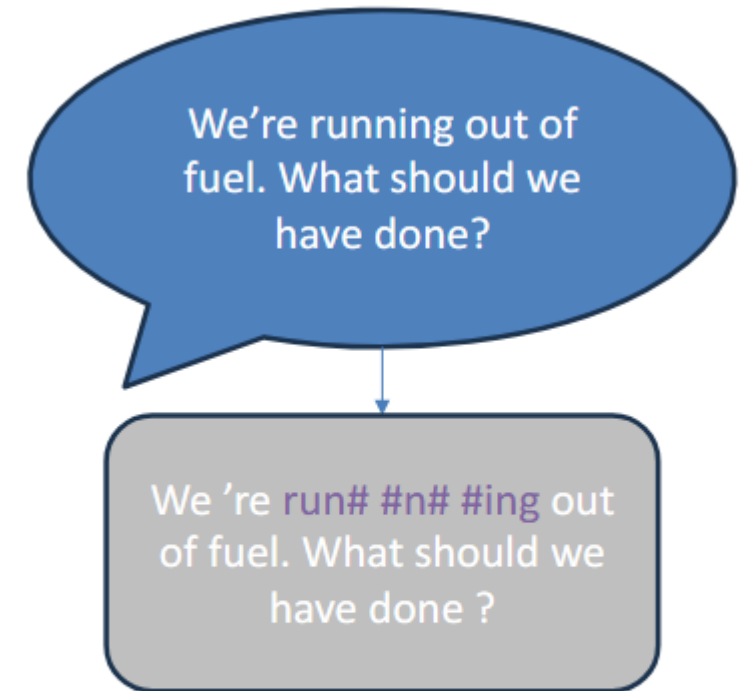 We’re running out of
fuel. What should we
have done?
We ’re run# #n# #ing out
of fuel. What should we
have done ?